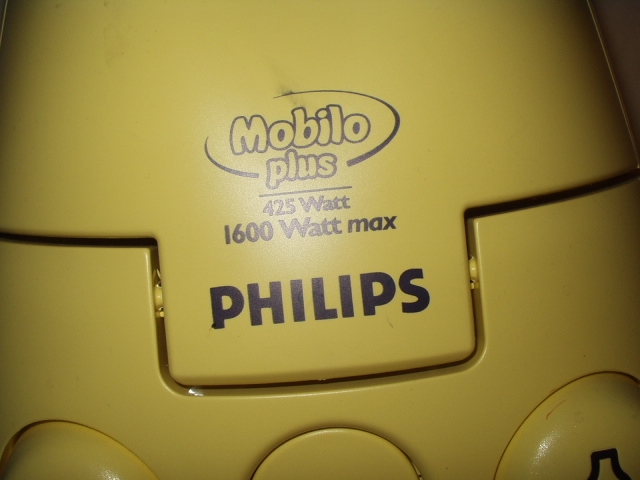 Mobilo
plus
425 Watt
1600 Watt max
PHILIPS